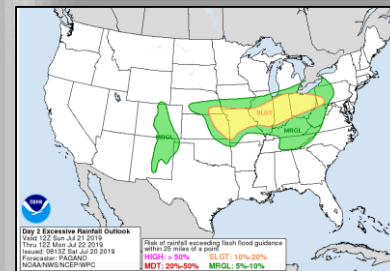 SLGT
MRGL
MRGL
noaa
Day 2 Excessive Rainfall Outlook
Valid 12Z Sun Jul 21 2019
Thru 12Z Mon Jul 22 2019
Issued: 0813Z Sat Jul 20 2019
Forecaster: PAGANO
NOAA/NWS/NCEP/WPC
Risk of rainfall exceeding flash flood guidance
within 25 miles of a point
HIGH: > 50%
SLGT: 10%-20%
MDT: 20%-50%
MRGL: 5%-10%